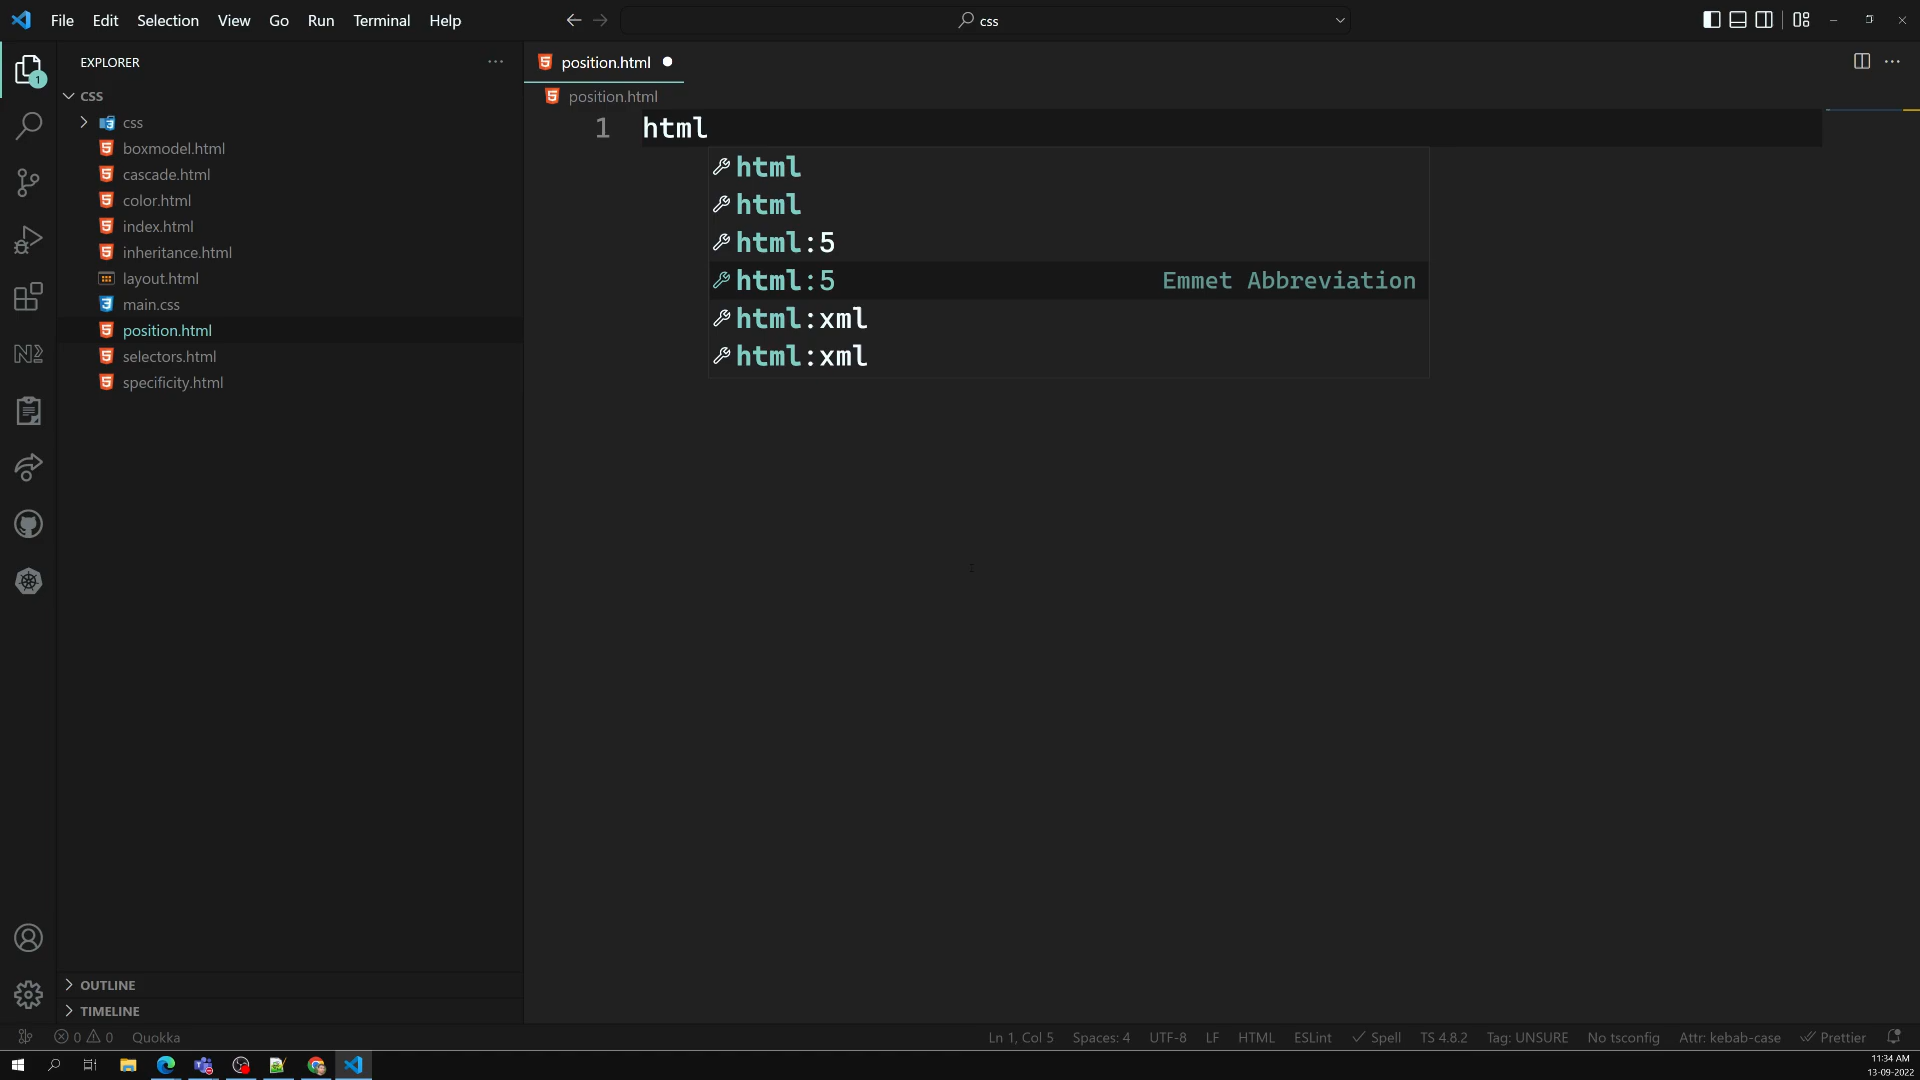 File Edit Selection View Go Run Terminal Help
css
EXPLORER
CSS
css
boxmodel.html
cascade.html
color.html
index.html
inheritance.html
layout.html
main.css
position.html
selectors.html
specificity.html
OUTLINE
TIMELINE
position.html
position.html
1 html
html
html
html:5
html:5 Emmet Abbreviation
html:xml
html:xml
1
0 0 Quokka
Ln 1, Col 5 Spaces: 4 UTF-8 LF HTML ESLint Spell TS 4.8.2 Tag: UNSURE No tsconfig Attr: kebab-case Prettier
11:34 AM
13-09-2022